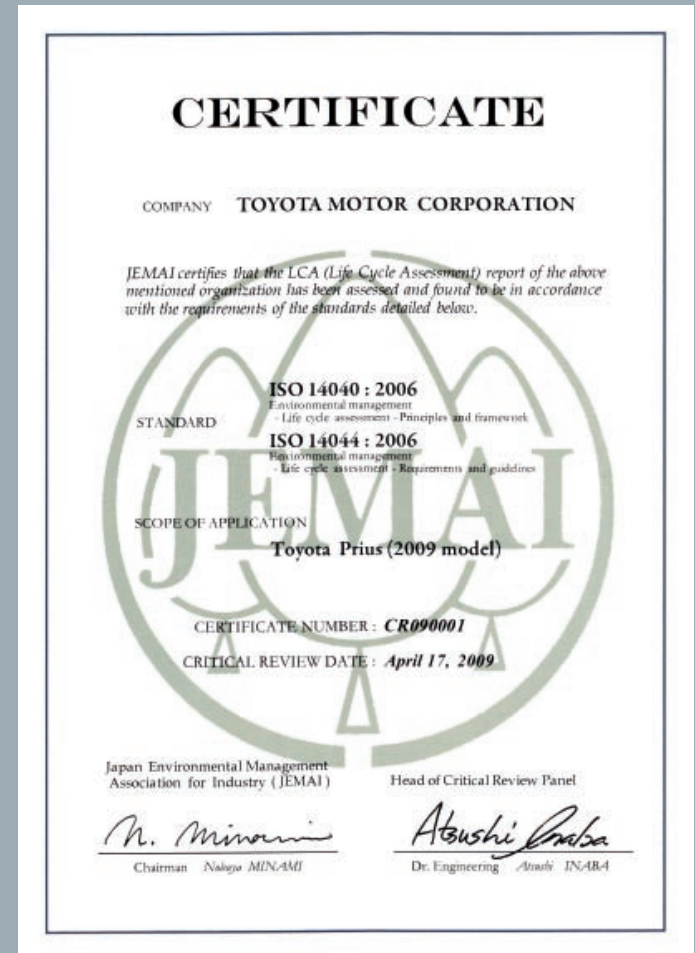 CERTIFICATE
COMPANY TOYOTA MOTOR CORPORATION
JEMAI certifies that the LCA (Life Cycle Assessment) report of the above
mentioned organization has been assessed and found to be in accordance
with the requirements of the standards detailed below.
ISO 14040 : 2006
Environmental management
- Life cycle assessment - Principles and framework
STANDARD
ISO 14044 : 2006
Environmental management
- Life cycle assessment - Requirements and guidelines
JEMAI
SCOPE OF APPLICATION
Toyota Prius (2009 model)
CERTIFICATE NUMBER : CR090001
CRITICAL REVIEW DATE : April 17, 2009
Japan Environmental Management
Association for Industry ( JEMAI )
Head of Critical Review Panel
N. Minami
Atsushi Inaba
Chairman MINAMI
Dr. Engineering Atsushi INABA